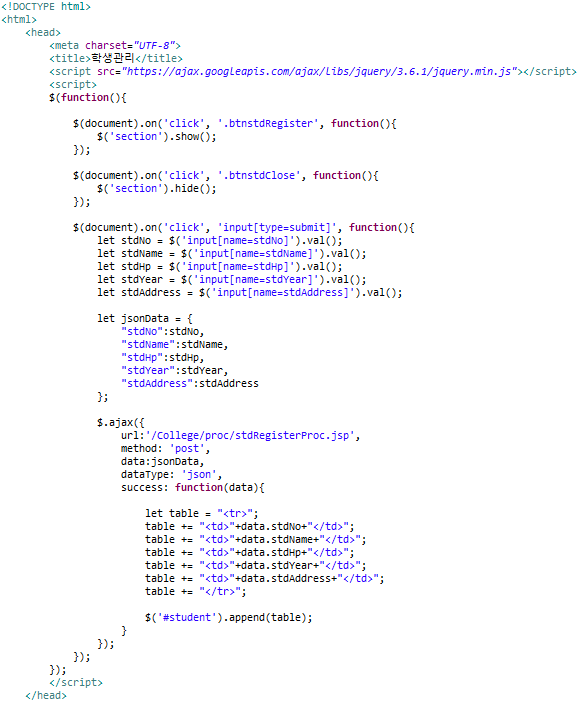 <!DOCTYPE html>
<html>
    <head>
        <meta charset="UTF-8">
        <title>학생관리</title>
        <script src="https://ajax.googleapis.com/ajax/libs/jquery/3.6.1/jquery.min.js"></script>
        <script>
        $(function(){

            $(document).on('click', '.btnstdRegister', function(){
                $('section').show();
            });

            $(document).on('click', '.btnstdClose', function(){
                $('section').hide();
            });

            $(document).on('click', 'input[type=submit]', function(){
                let stdNo = $('input[name=stdNo]').val();
                let stdName = $('input[name=stdName]').val();
                let stdHp = $('input[name=stdHp]').val();
                let stdYear = $('input[name=stdYear]').val();
                let stdAddress = $('input[name=stdAddress]').val();

                let jsonData = {
                    "stdNo":stdNo,
                    "stdName":stdName,
                    "stdHp":stdHp,
                    "stdYear":stdYear,
                    "stdAddress":stdAddress
                };

                $.ajax({
                    url:'/College/proc/stdRegisterProc.jsp',
                    method: 'post',
                    data:jsonData,
                    dataType: 'json',
                    success: function(data){

                        let table = "<tr>";
                        table += "<td>"+data.stdNo+"</td>";
                        table += "<td>"+data.stdName+"</td>";
                        table += "<td>"+data.stdHp+"</td>";
                        table += "<td>"+data.stdYear+"</td>";
                        table += "<td>"+data.stdAddress+"</td>";
                        table += "</tr>";

                        $('#student').append(table);
                    }
                });
            });
        });
        </script>
    </head>